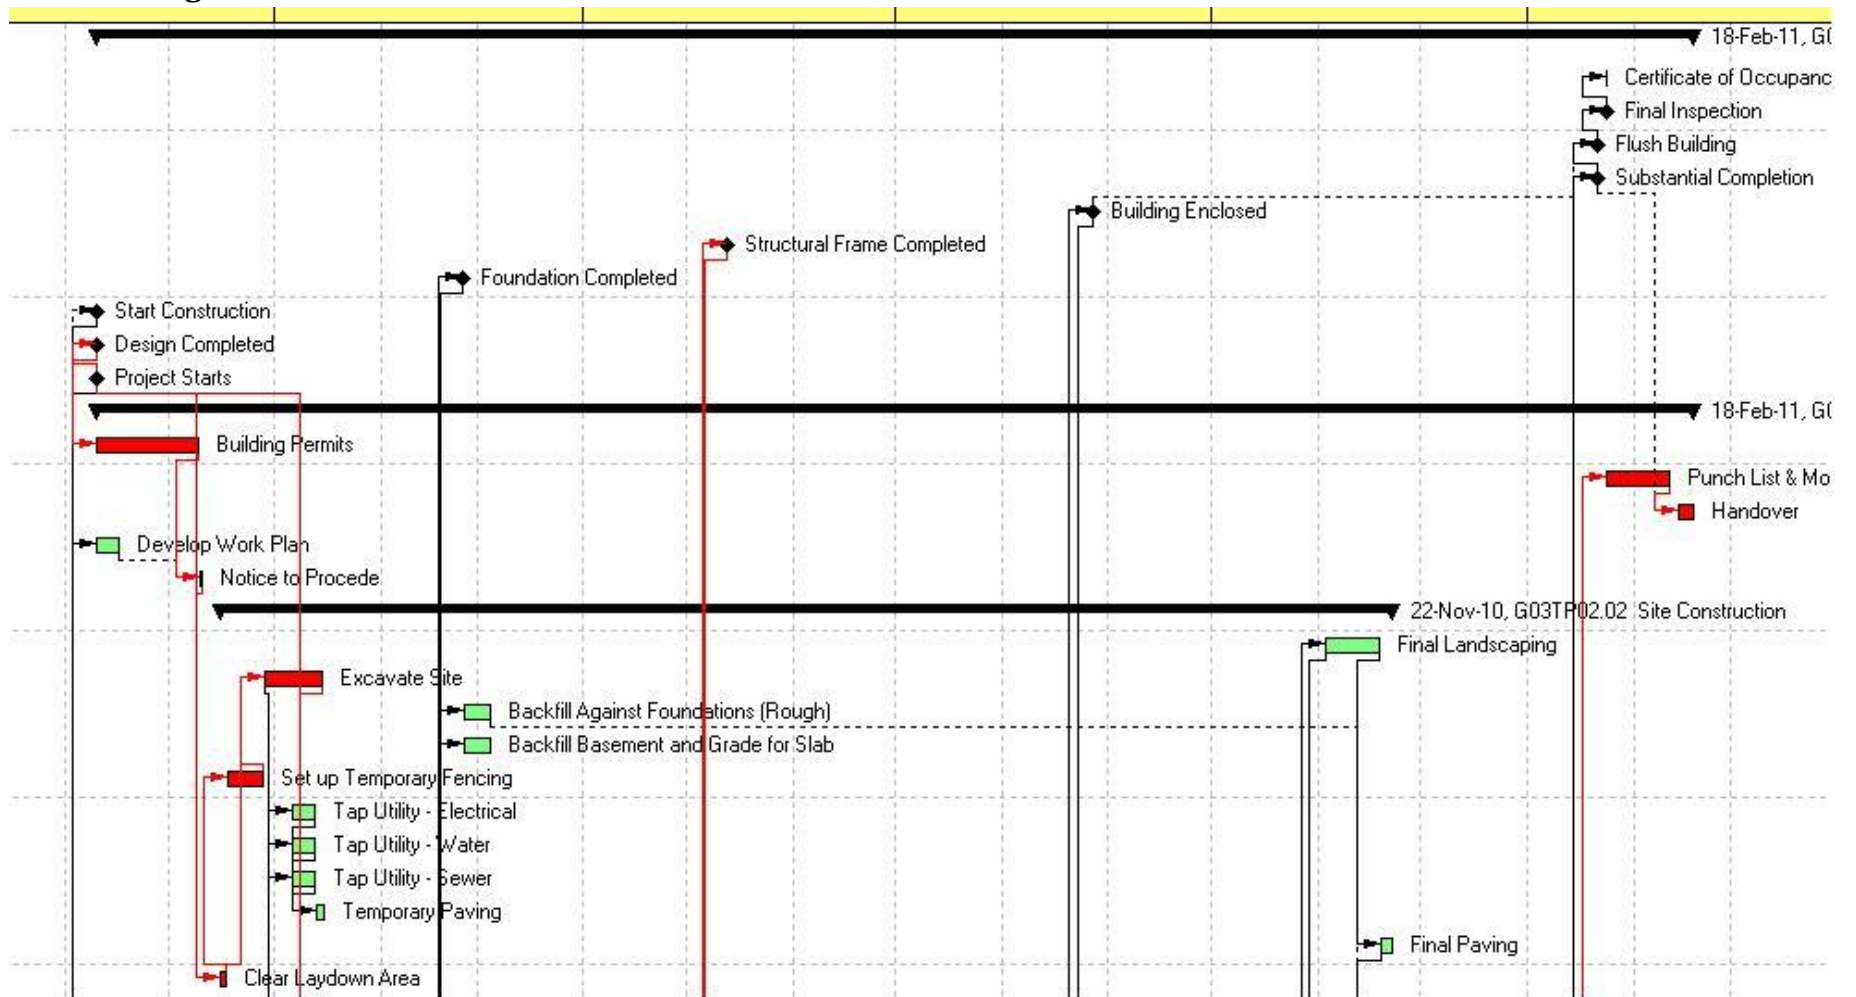 18-Feb-11, G0
Certificate of Occupanc
Final Inspection
Flush Building
Substantial Completion
Building Enclosed
Structural Frame Completed
Foundation Completed
Start Construction
Design Completed
Project Starts
18-Feb-11, G0
Building Permits
Punch List & Mo
Handover
Develop Work Plan
Notice to Procede
22-Nov-10, G03TP02.02 Site Construction
Final Landscaping
Excavate Site
Backfill Against Foundations (Rough)
Backfill Basement and Grade for Slab
Set up Temporary Fencing
Tap Utility - Electrical
Tap Utility - Water
Tap Utility - Sewer
Temporary Paving
Final Paving
Clear Laydown Area